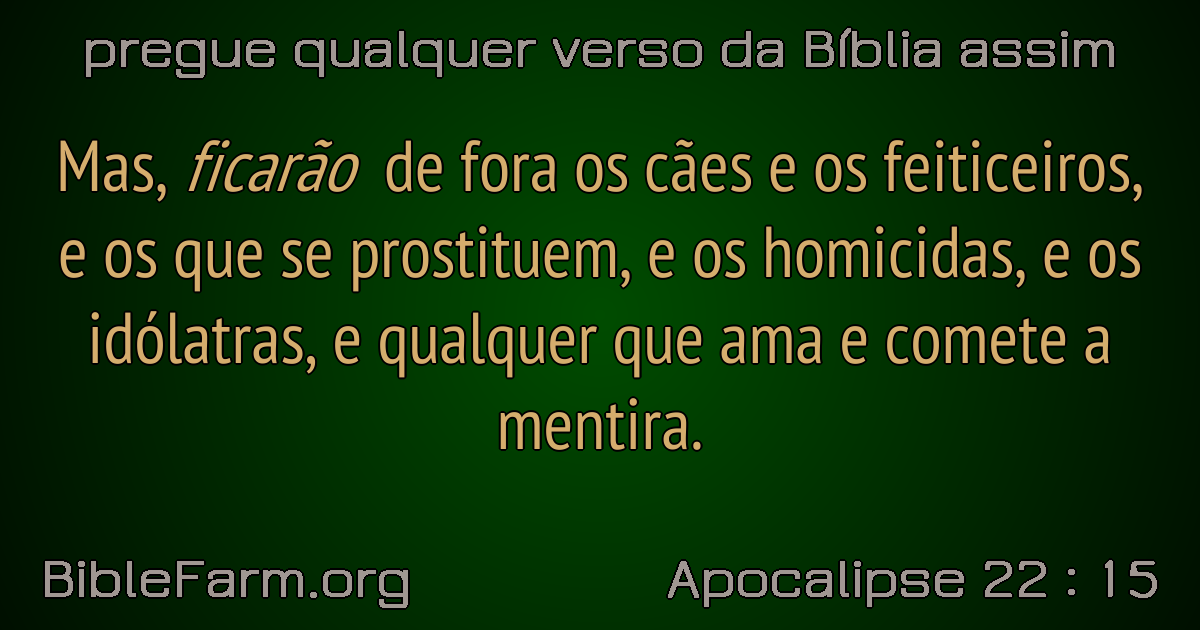 pregue qualquer verso da Bíblia assim
Mas, ficarão de fora os cães e os feiticeiros,
e os que se prostituem, e os homicidas, e os
idólatras, e qualquer que ama e comete a
mentira.
BibleFarm.org
Apocalipse 22 : 15